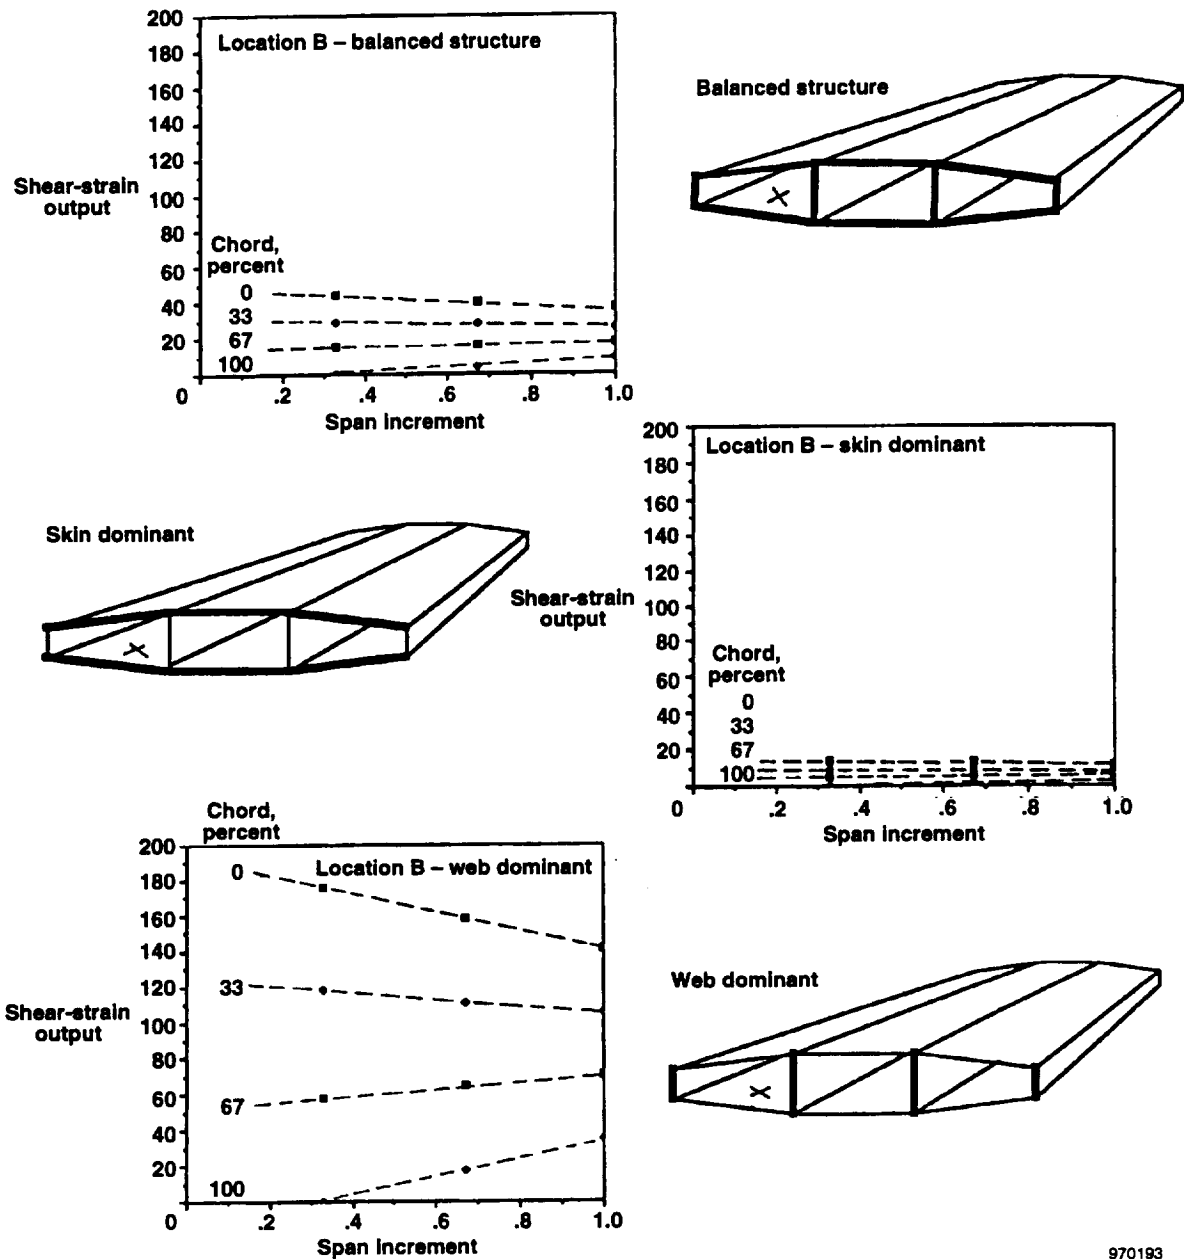 Location B – balanced structure
200
180
160
140
120
100
80
60
40
20
0
Shear-strain
output
Chord,
percent
0
33
67
100
.2
.4
.6
.8
1.0
Span increment
Balanced structure
Skin dominant
Location B – skin dominant
200
180
160
140
120
100
80
60
40
20
0
Shear-strain
output
Chord,
percent
0
33
67
100
.2
.4
.6
.8
1.0
Span increment
Chord,
percent
Location B – web dominant
200
180
160
140
120
100
80
60
40
20
0
Shear-strain
output
0
33
67
100
.2
.4
.6
.8
1.0
Span increment
Web dominant
970193